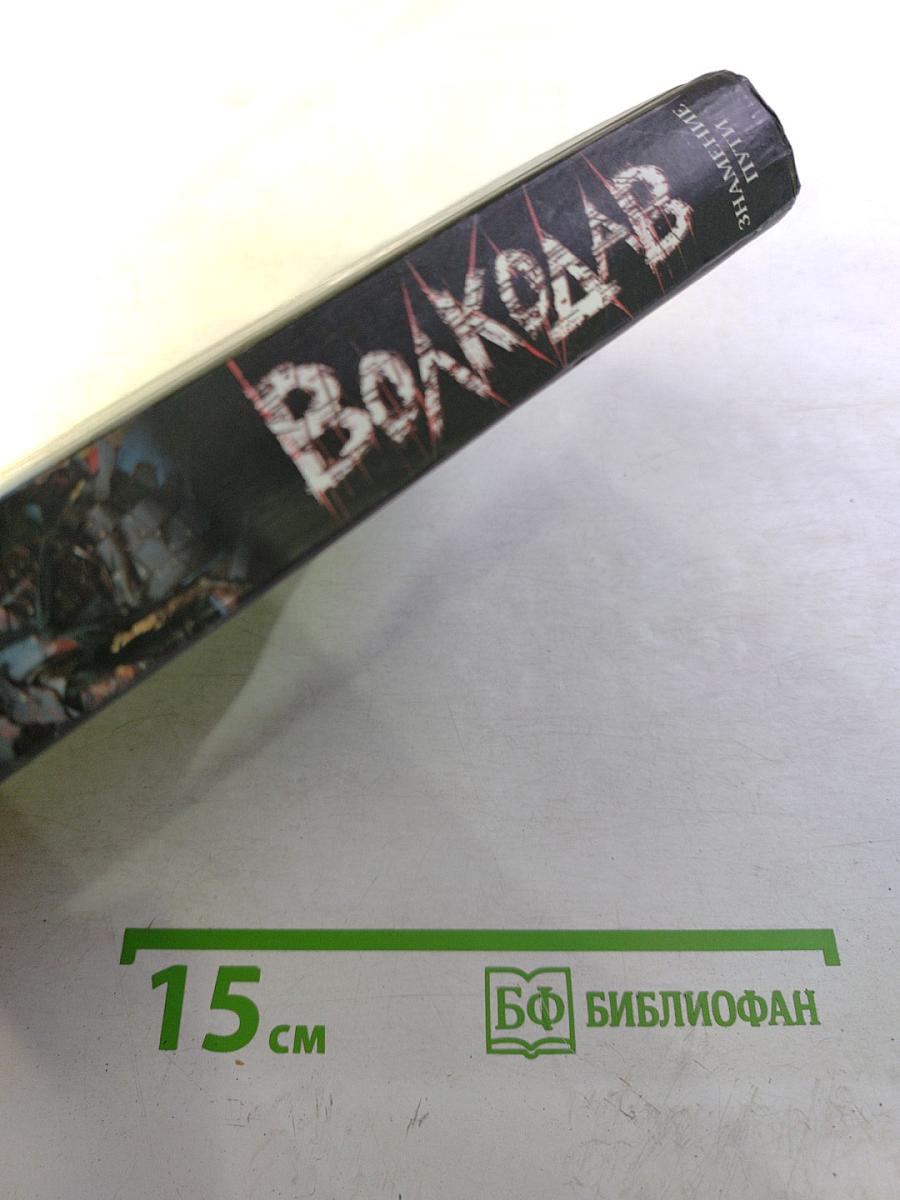 ЗНАМЕНИЕ
ПУТИ
ВОЛКОДАВ
15 см
БФ БИБЛИОФАН